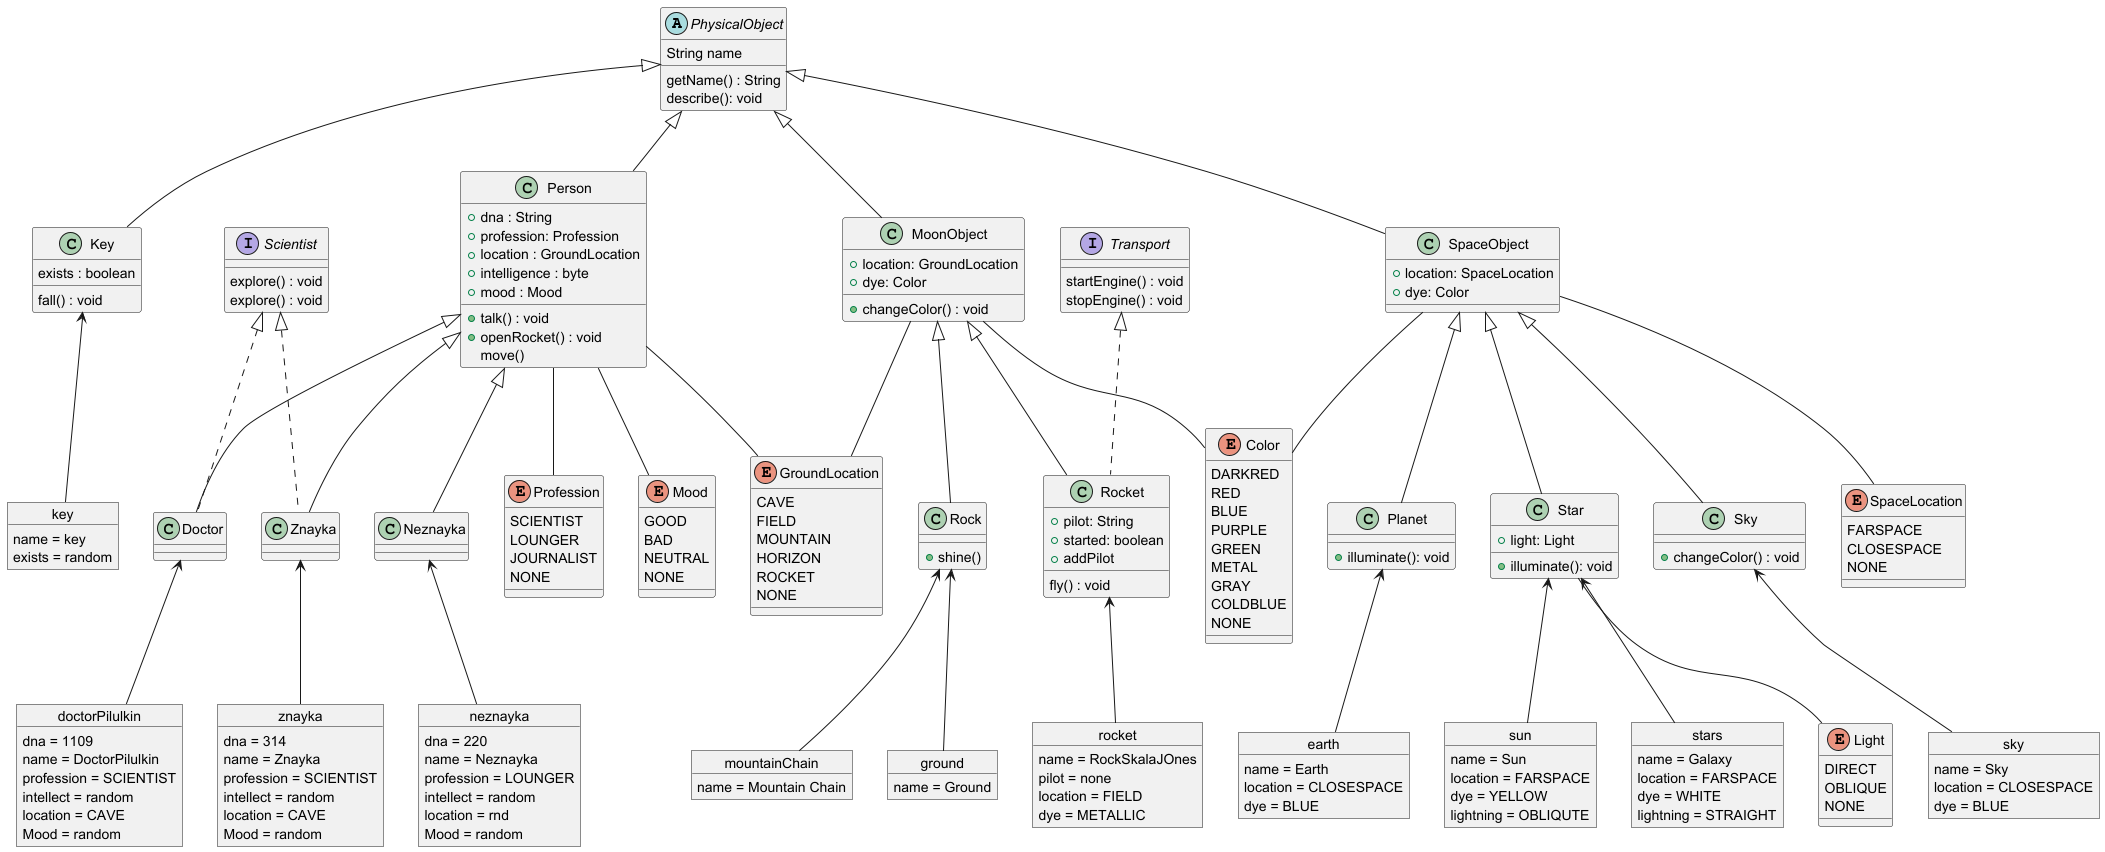 A PhysicalObject
String name
getName() : String
describe(): void
C Key
exists : boolean
fall() : void
I Scientist
explore() : void
explore() : void
C Person
dna : String
profession: Profession
location : GroundLocation
intelligence : byte
mood : Mood
talk() : void
openRocket() : void
move()
C MoonObject
location: GroundLocation
dye: Color
changeColor() : void
I Transport
startEngine() : void
stopEngine() : void
C SpaceObject
location: SpaceLocation
dye: Color
key
name = key
exists = random
C Doctor
C Znayka
C Neznayka
E Profession
SCIENTIST
LOUNGER
JOURNALIST
NONE
E Mood
GOOD
BAD
NEUTRAL
NONE
E GroundLocation
CAVE
FIELD
MOUNTAIN
HORIZON
ROCKET
NONE
C Rock
shine()
C Rocket
pilot: String
started: boolean
addPilot
fly() : void
E Color
DARKRED
RED
BLUE
PURPLE
GREEN
METAL
GRAY
COLDBLUE
NONE
C Planet
illuminate(): void
C Star
light: Light
illuminate(): void
C Sky
changeColor() : void
E SpaceLocation
FARSPACE
CLOSESPACE
NONE
doctorPilulkin
dna = 1109
name = DoctorPilulkin
profession = SCIENTIST
intellect = random
location = CAVE
Mood = random
znayka
dna = 314
name = Znayka
profession = SCIENTIST
intellect = random
location = CAVE
Mood = random
neznayka
dna = 220
name = Neznayka
profession = LOUNGER
intellect = random
location = rnd
Mood = random
mountainChain
name = Mountain Chain
ground
name = Ground
rocket
name = RockSkalaJOnes
pilot = none
location = FIELD
dye = METALLIC
earth
name = Earth
location = CLOSESPACE
dye = BLUE
sun
name = Sun
location = FARSPACE
dye = YELLOW
lightning = OBLIQUTE
stars
name = Galaxy
location = FARSPACE
dye = WHITE
lightning = STRAIGHT
E Light
DIRECT
OBLIQUE
NONE
sky
name = Sky
location = CLOSESPACE
dye = BLUE